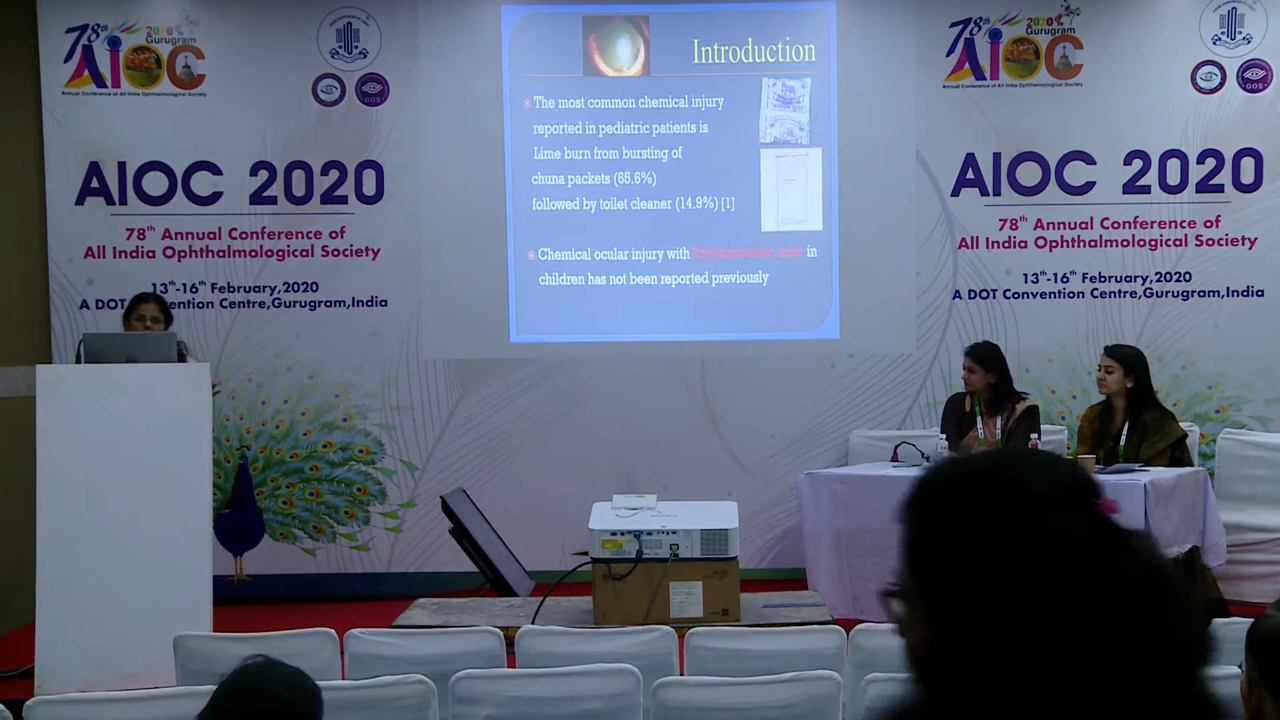 78th
2020
Gurugram
AIOC
Annual Conference of All India Ophthalmological Society
AIOC 2020
78th Annual Conference of
All India Ophthalmological Society
13th-16th February,2020
A DOT Convention Centre,Gurugram,India
Introduction
The most common chemical injury
reported in pediatric patients is
Lime burn from bursting of
chuna packets (65.6%)
followed by toilet cleaner (14.9%) [1]
Chemical ocular injury with in
children has not been reported previously
78th
2020
Gurugram
AIOC
Annual Conference of All India Ophthalmological Society
GOS
AIOC 2020
78th Annual Conference of
All India Ophthalmological Society
13th-16th February,2020
A DOT Convention Centre,Gurugram,India